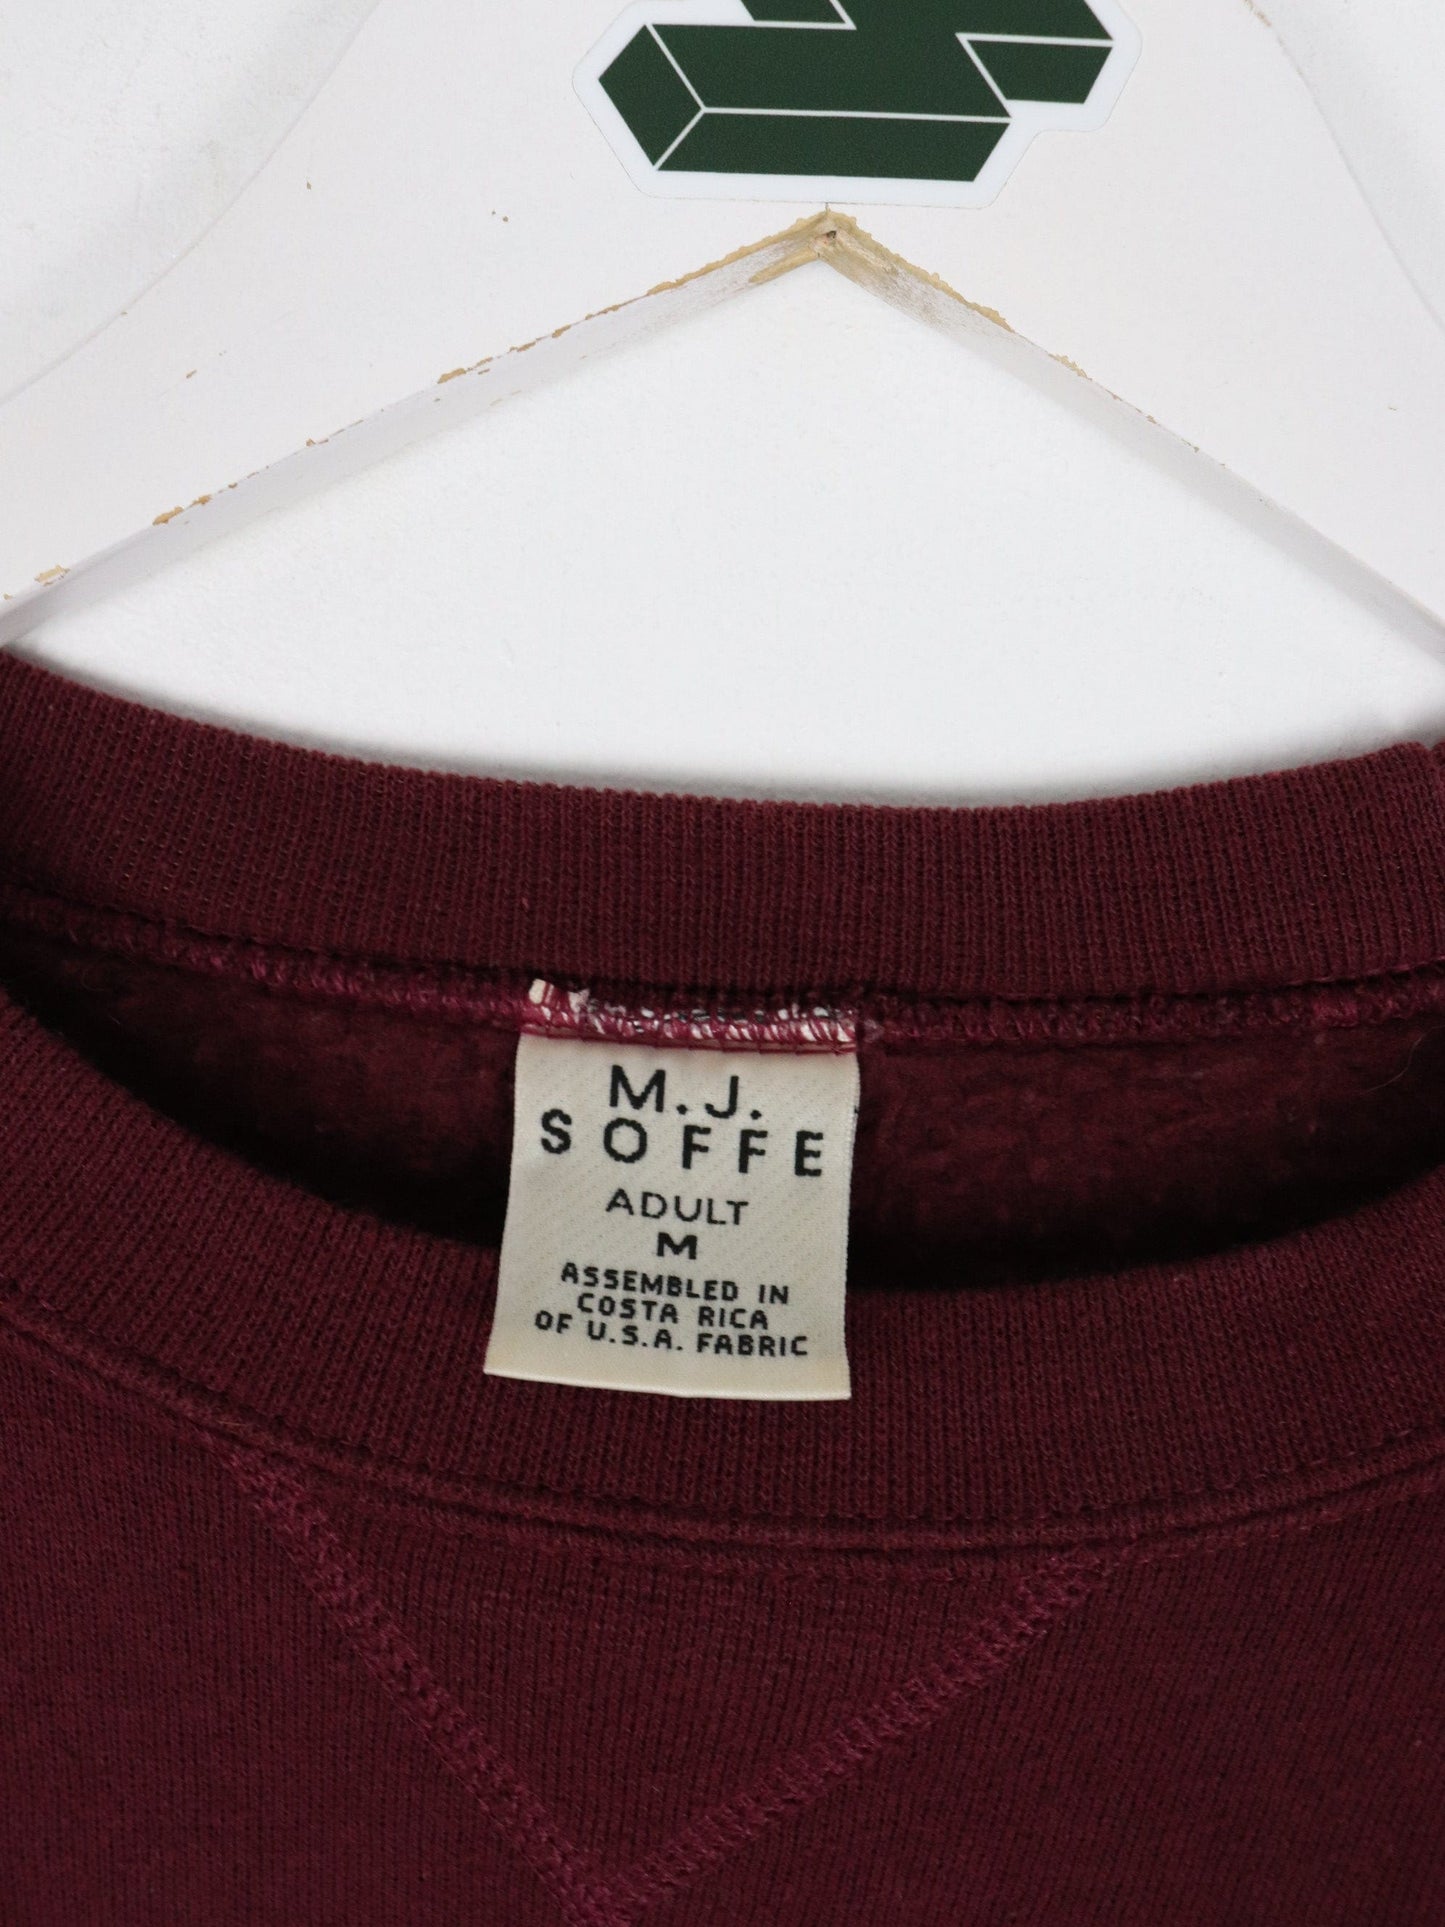 M.J.
SOFFE
ADULT
M
ASSEMBLED IN
COSTA RICA
OF U.S.A. FABRIC